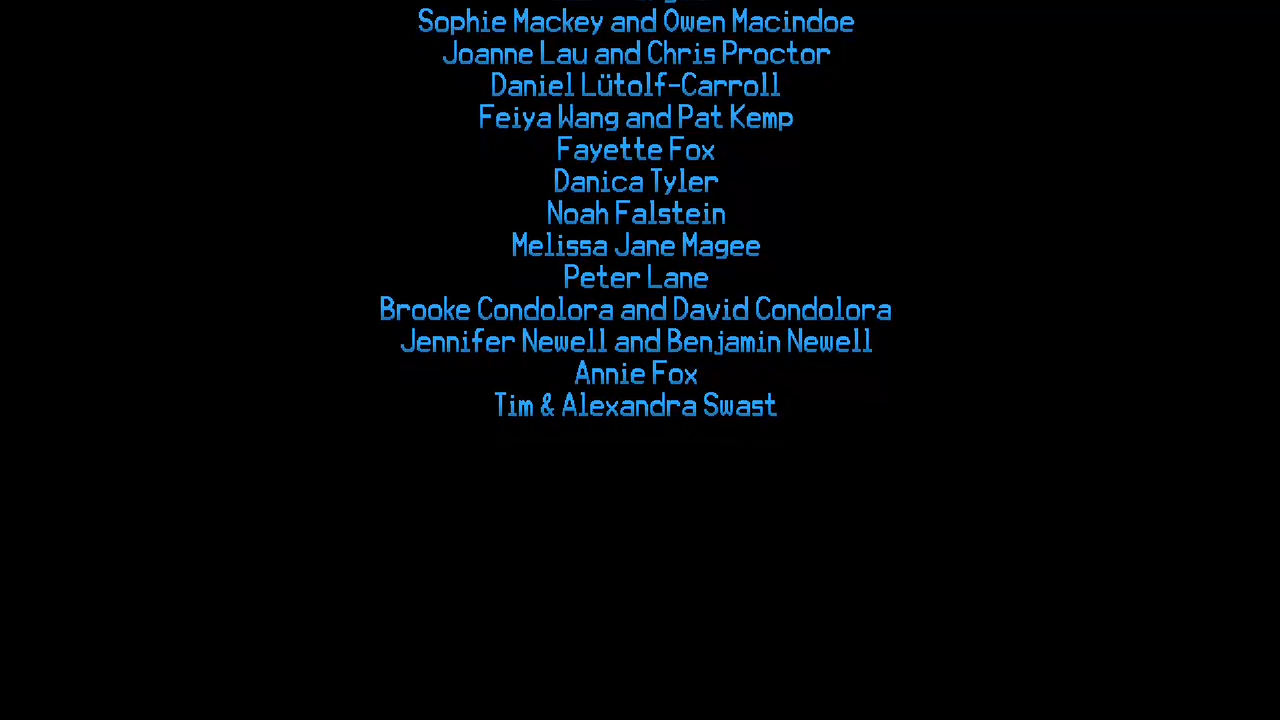 Sophie Mackey and Owen Macindoe
Joanne Lau and Chris Proctor
Daniel Lütolf-Carroll
Feiya Wang and Pat Kemp
Fayette Fox
Danica Tyler
Noah Falstein
Melissa Jane Magee
Peter Lane
Brooke Condolora and David Condolora
Jennifer Newell and Benjamin Newell
Annie Fox
Tim & Alexandra Swast